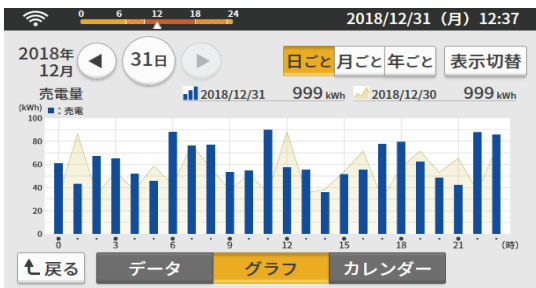 0 6 12 18 24
2018/12/31（月）12:37
2018年
12月
◀ 31日 ▶
日ごと 月ごと 年ごと 表示切替
売電量 2018/12/31 999 kWh 2018/12/30 999 kWh
(kWh) ■：売電
100
80
60
40
20
0
0 ・ ・ 3 ・ ・ 6 ・ ・ 9 ・ ・ 12 ・ ・ 15 ・ ・ 18 ・ ・ 21 ・ ・ (時)
戻る データ グラフ カレンダー